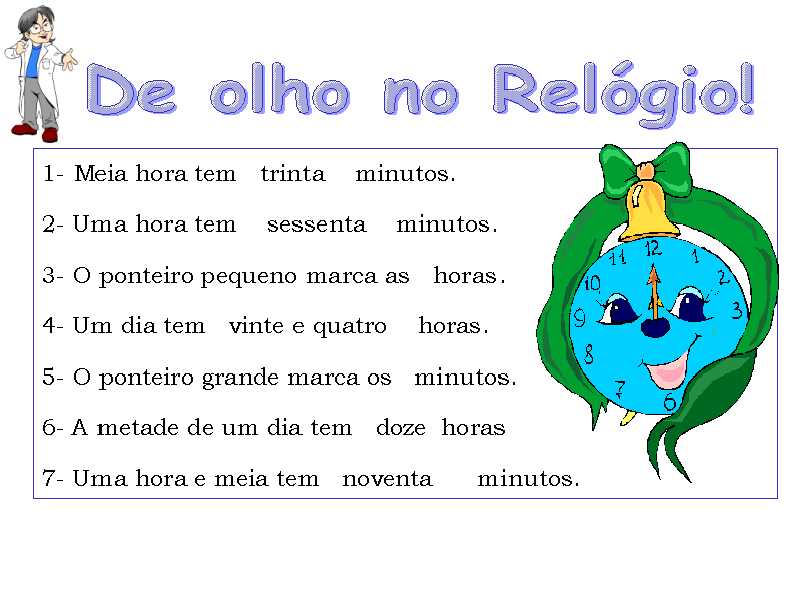 De olho no Relógio!
1- Meia hora tem trinta minutos.
2- Uma hora tem sessenta minutos.
3- O ponteiro pequeno marca as horas.
4- Um dia tem vinte e quatro horas.
5- O ponteiro grande marca os minutos.
6- A metade de um dia tem doze horas
7- Uma hora e meia tem noventa minutos.
12
11 1
10 2
9 3
8
7 6